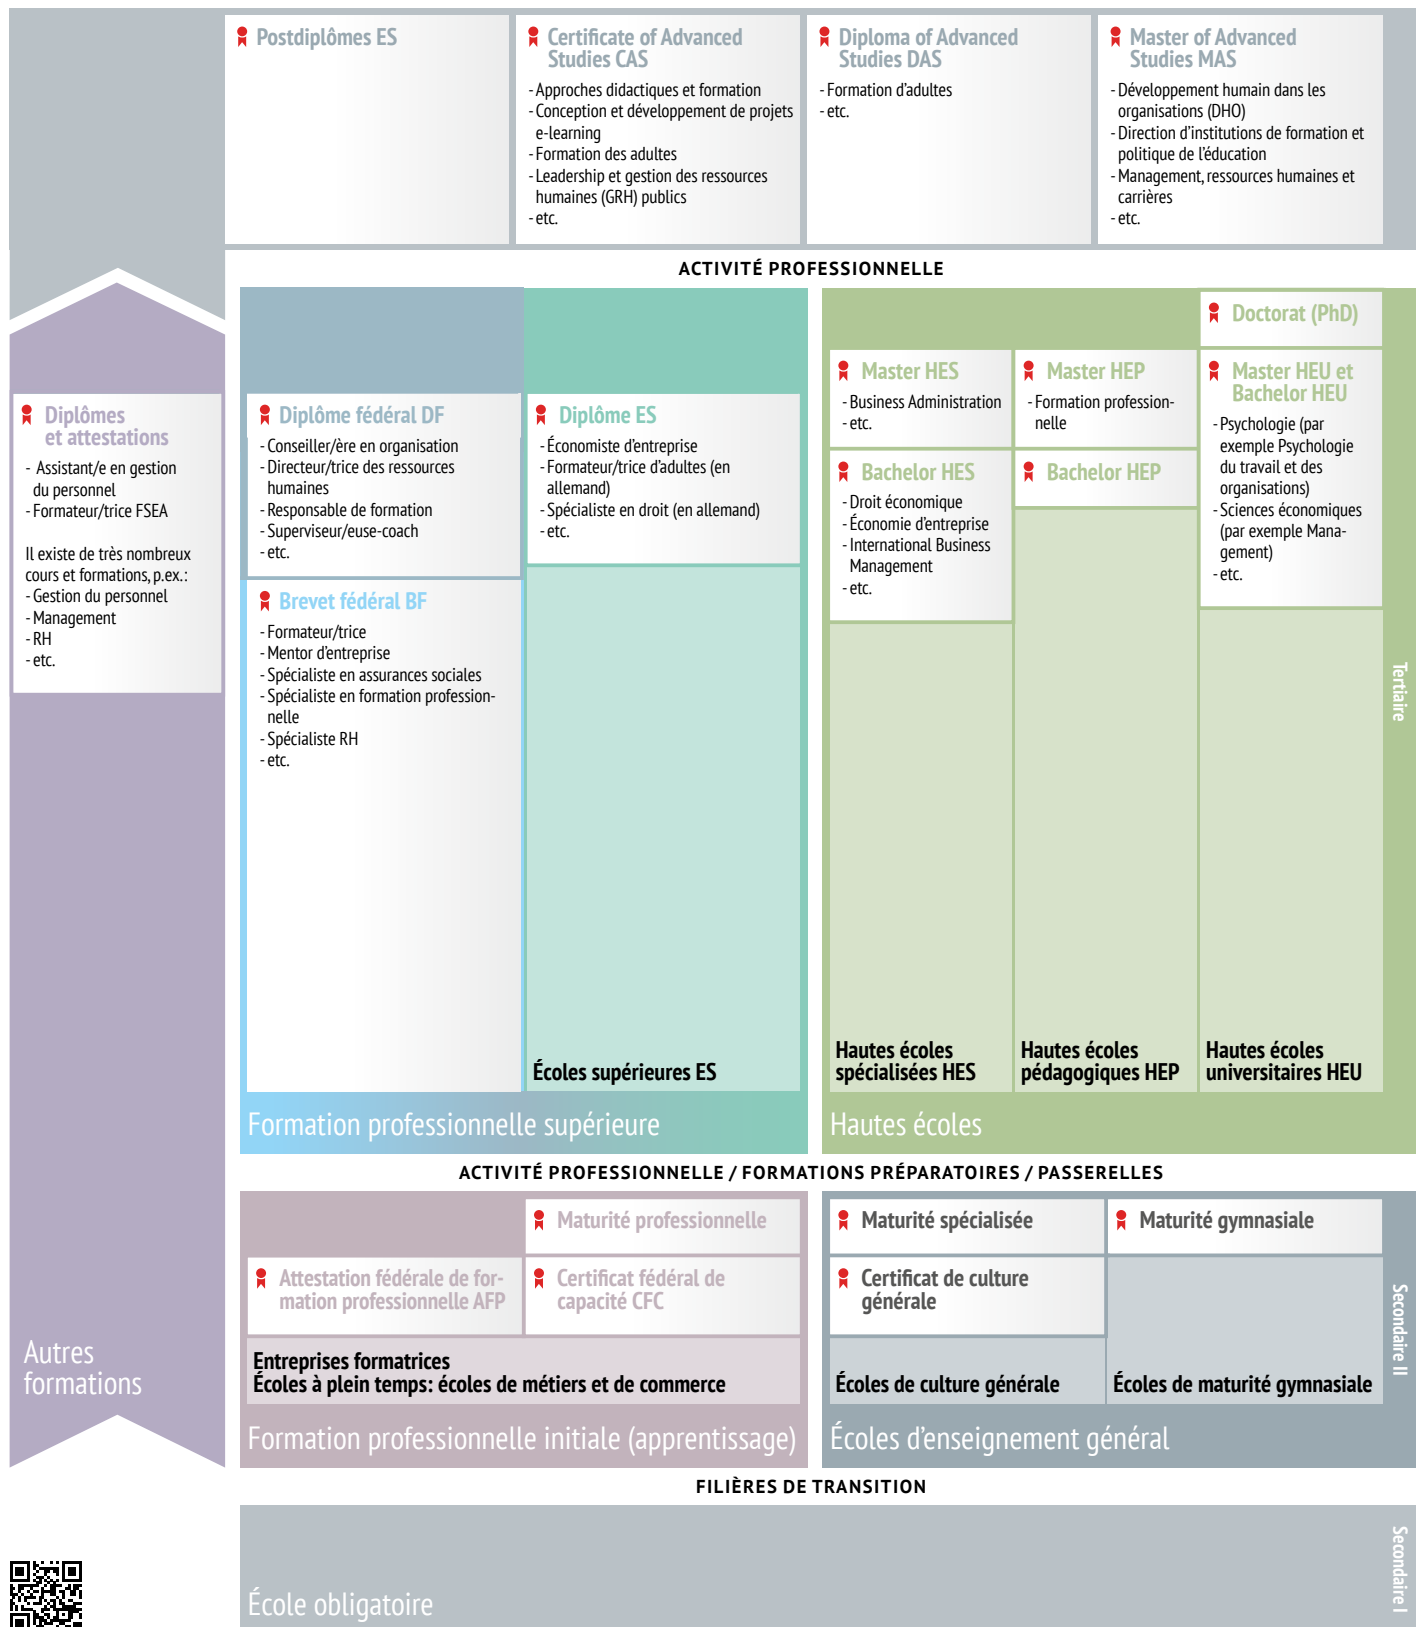 Postdiplômes ES
Certificate of Advanced
Studies CAS
- Approches didactiques et formation
- Conception et développement de projets
e-learning
- Formation des adultes
- Leadership et gestion des ressources
humaines (GRH) publics
- etc.
Diploma of Advanced
Studies DAS
- Formation d'adultes
- etc.
Master of Advanced
Studies MAS
- Développement humain dans les
organisations (DHO)
- Direction d'institutions de formation et
politique de l'éducation
- Management, ressources humaines et
carrières
- etc.
ACTIVITÉ PROFESSIONNELLE
Diplômes
et attestations
- Assistant/e en gestion
du personnel
- Formateur/trice FSEA
Il existe de très nombreux
cours et formations, p.ex.:
- Gestion du personnel
- Management
- RH
- etc.
Autres
formations
Diplôme fédéral DF
- Conseiller/ère en organisation
- Directeur/trice des ressources
humaines
- Responsable de formation
- Superviseur/euse-coach
- etc.
Brevet fédéral BF
- Formateur/trice
- Mentor d'entreprise
- Spécialiste en assurances sociales
- Spécialiste en formation profession-
nelle
- Spécialiste RH
- etc.
Diplôme ES
- Économiste d'entreprise
- Formateur/trice d'adultes (en
allemand)
- Spécialiste en droit (en allemand)
- etc.
Écoles supérieures ES
Formation professionnelle supérieure
Master HES
- Business Administration
- etc.
Bachelor HES
- Droit économique
- Économie d'entreprise
- International Business
Management
- etc.
Hautes écoles
spécialisées HES
Master HEP
- Formation profession-
nelle
Bachelor HEP
Hautes écoles
pédagogiques HEP
Doctorat (PhD)
Master HEU et
Bachelor HEU
- Psychologie (par
exemple Psychologie
du travail et des
organisations)
- Sciences économiques
(par exemple Mana-
gement)
- etc.
Hautes écoles
universitaires HEU
Hautes écoles
Tertiaire
ACTIVITÉ PROFESSIONNELLE / FORMATIONS PRÉPARATOIRES / PASSERELLES
Maturité professionnelle
Attestation fédérale de for-
mation professionnelle AFP
Certificat fédéral de
capacité CFC
Entreprises formatrices
Écoles à plein temps: écoles de métiers et de commerce
Formation professionnelle initiale (apprentissage)
Maturité spécialisée
Certificat de culture
générale
Écoles de culture générale
Maturité gymnasiale
Écoles de maturité gymnasiale
Écoles d'enseignement général
Secondaire II
FILIÈRES DE TRANSITION
École obligatoire
Secondaire I